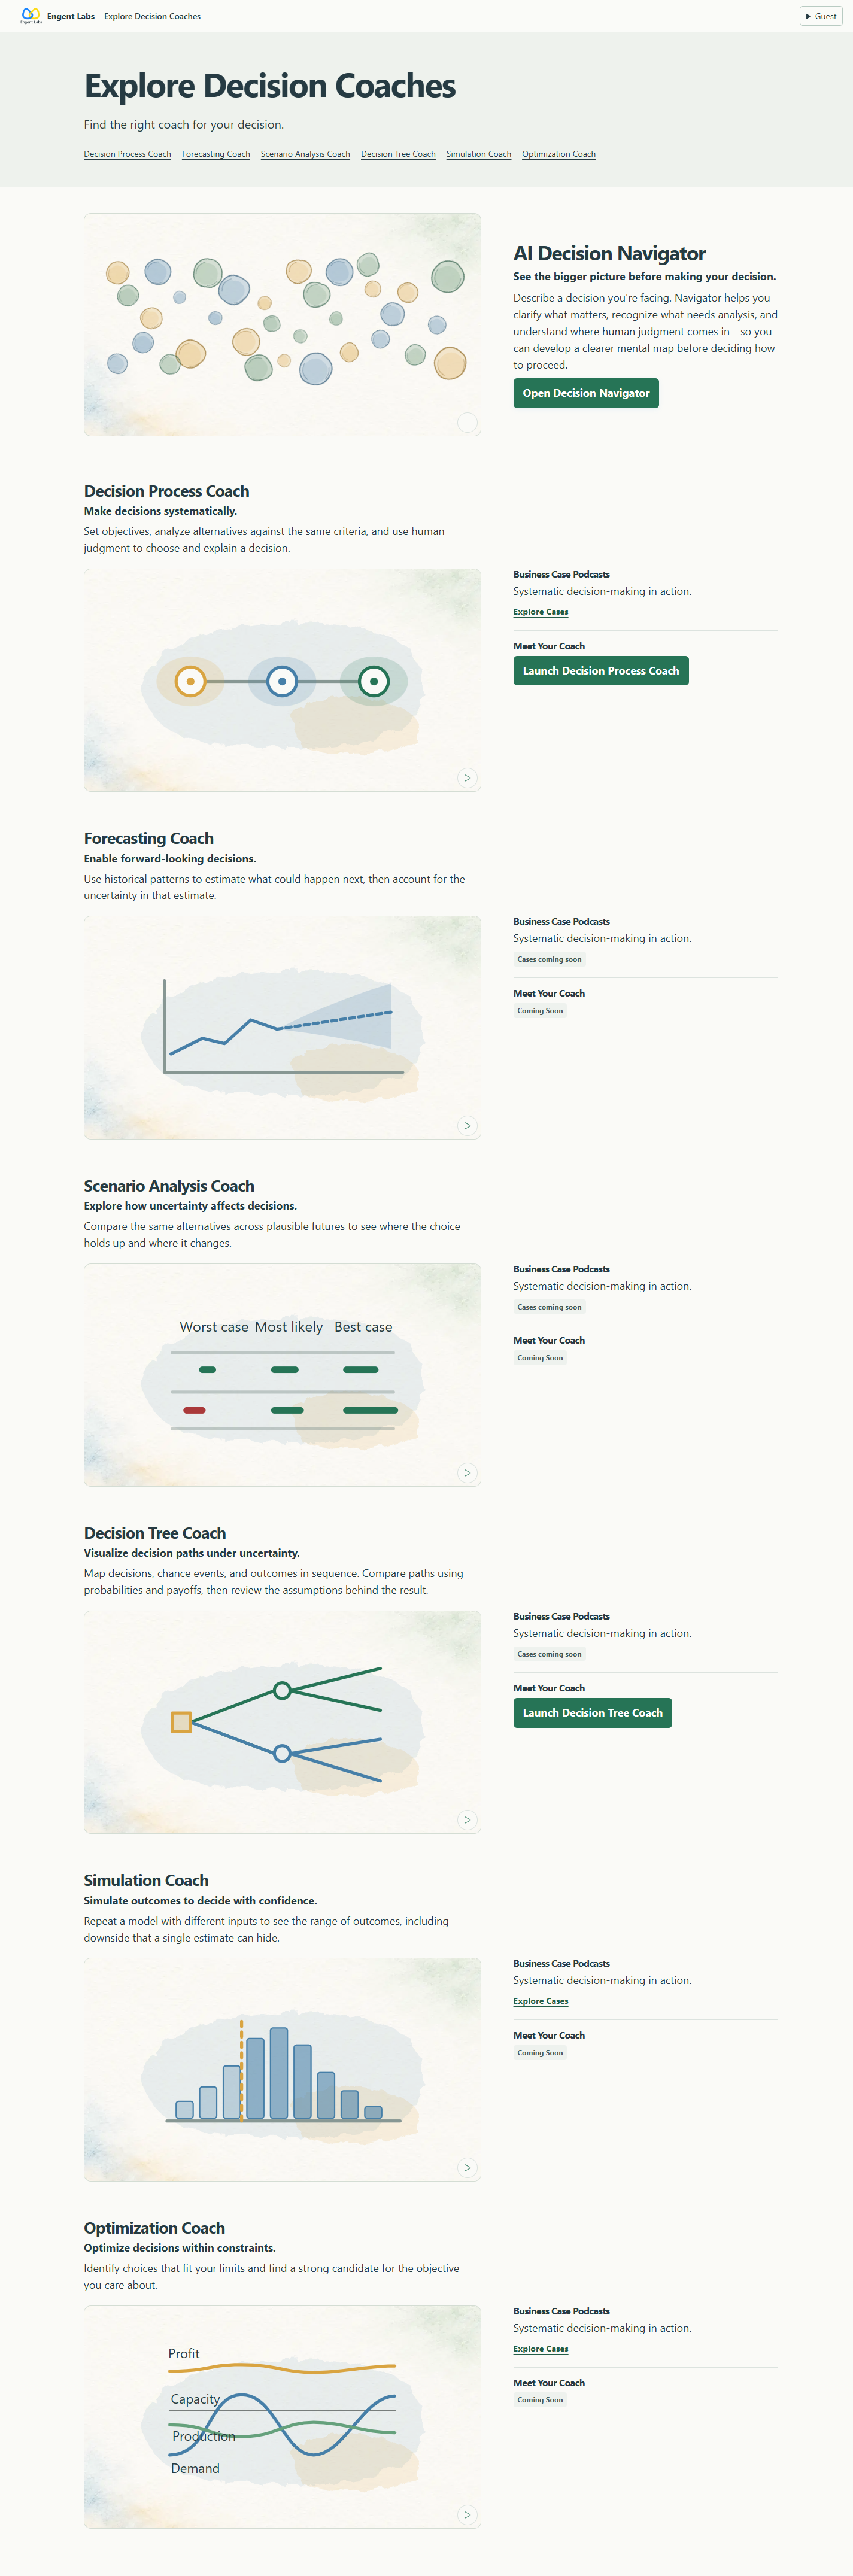 Engent Labs
Engent Labs Explore Decision Coaches
Guest
Explore Decision Coaches
Find the right coach for your decision.
Decision Process Coach Forecasting Coach Scenario Analysis Coach Decision Tree Coach Simulation Coach Optimization Coach
AI Decision Navigator
See the bigger picture before making your decision.
Describe a decision you're facing. Navigator helps you
clarify what matters, recognize what needs analysis, and
understand where human judgment comes in—so you
can develop a clearer mental map before deciding how
to proceed.
Open Decision Navigator
Decision Process Coach
Make decisions systematically.
Set objectives, analyze alternatives against the same criteria, and use human
judgment to choose and explain a decision.
Business Case Podcasts
Systematic decision-making in action.
Explore Cases
Meet Your Coach
Launch Decision Process Coach
Forecasting Coach
Enable forward-looking decisions.
Use historical patterns to estimate what could happen next, then account for the
uncertainty in that estimate.
Business Case Podcasts
Systematic decision-making in action.
Cases coming soon
Meet Your Coach
Coming Soon
Scenario Analysis Coach
Explore how uncertainty affects decisions.
Compare the same alternatives across plausible futures to see where the choice
holds up and where it changes.
Worst case Most likely Best case
Business Case Podcasts
Systematic decision-making in action.
Cases coming soon
Meet Your Coach
Coming Soon
Decision Tree Coach
Visualize decision paths under uncertainty.
Map decisions, chance events, and outcomes in sequence. Compare paths using
probabilities and payoffs, then review the assumptions behind the result.
Business Case Podcasts
Systematic decision-making in action.
Cases coming soon
Meet Your Coach
Launch Decision Tree Coach
Simulation Coach
Simulate outcomes to decide with confidence.
Repeat a model with different inputs to see the range of outcomes, including
downside that a single estimate can hide.
Business Case Podcasts
Systematic decision-making in action.
Explore Cases
Meet Your Coach
Coming Soon
Optimization Coach
Optimize decisions within constraints.
Identify choices that fit your limits and find a strong candidate for the objective
you care about.
Profit
Capacity
Production
Demand
Business Case Podcasts
Systematic decision-making in action.
Explore Cases
Meet Your Coach
Coming Soon